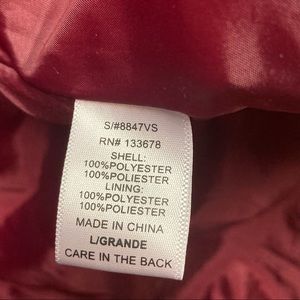 S/#8847VS
RN# 133678
SHELL:
100%POLYESTER
100%POLIESTER
LINING:
100%POLYESTER
100%POLIESTER
MADE IN CHINA
L/GRANDE
CARE IN THE BACK